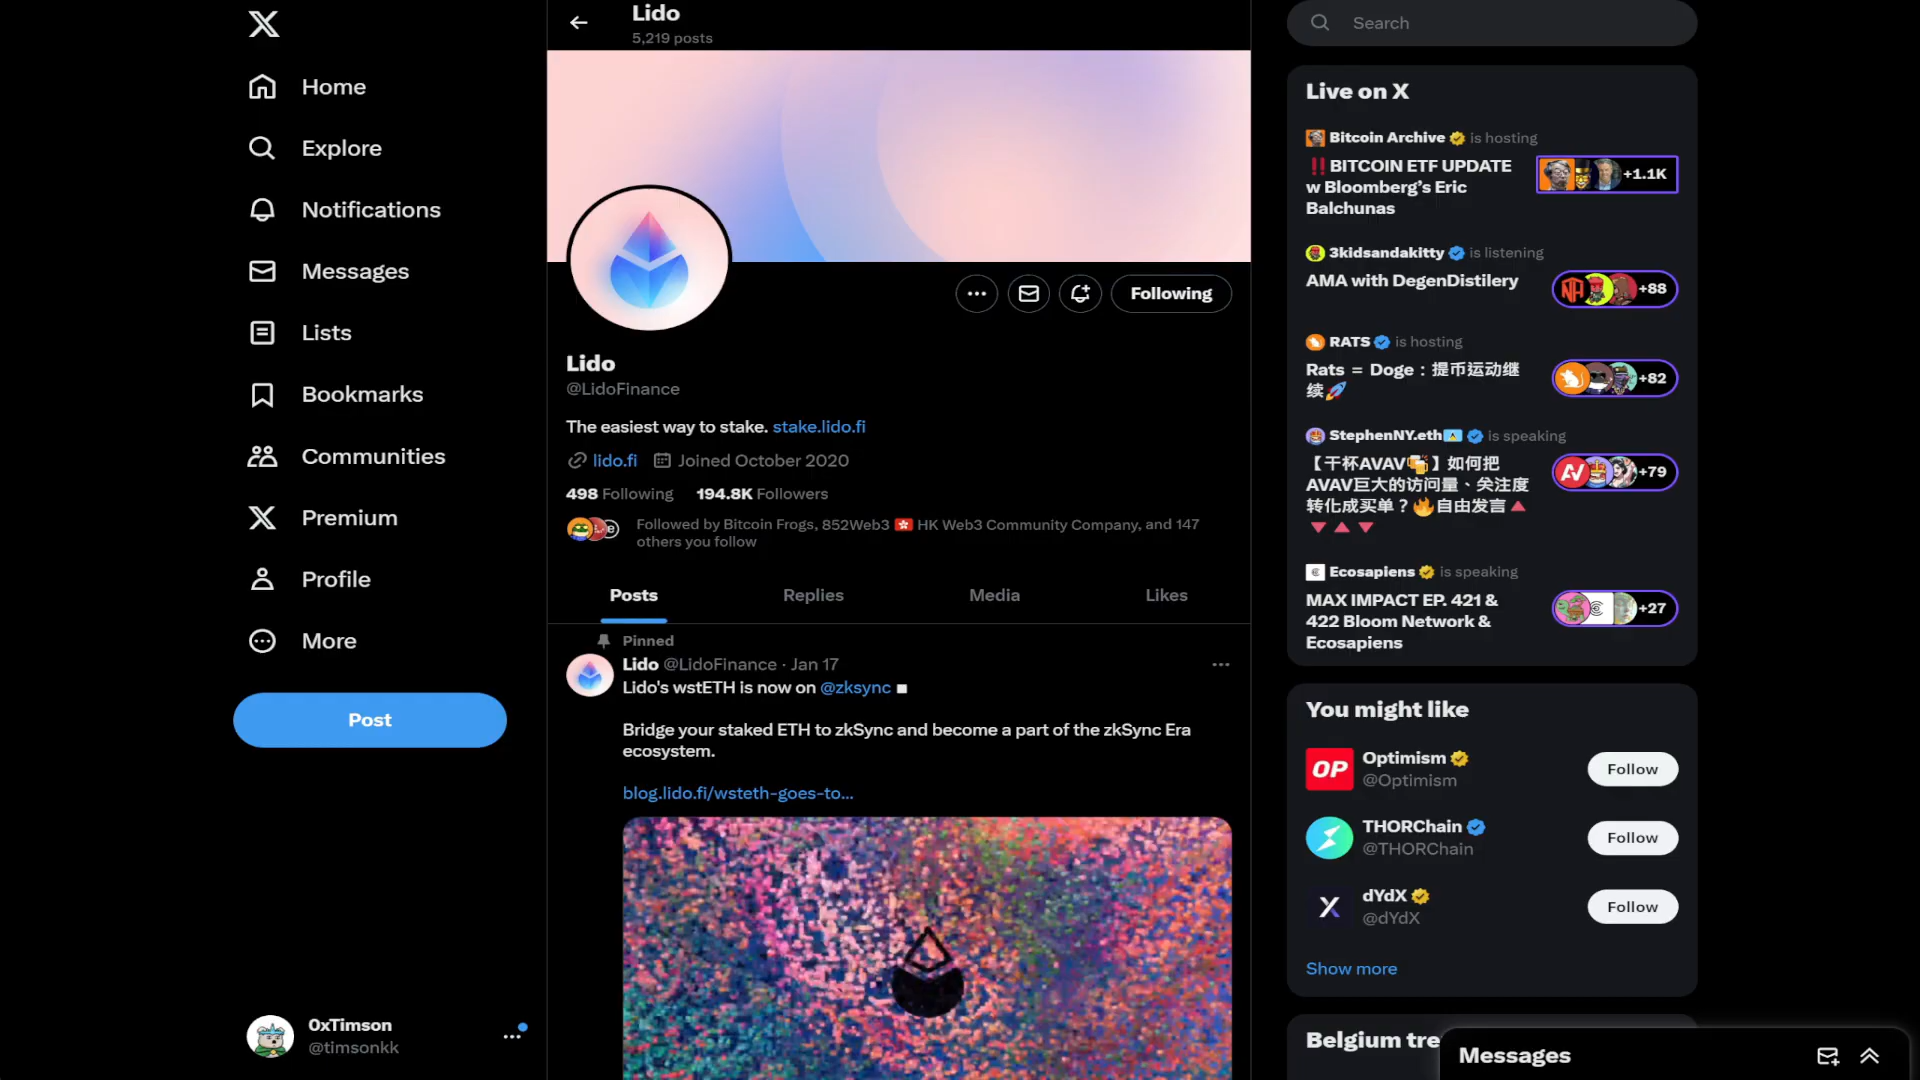 Home
Explore
Notifications
Messages
Lists
Bookmarks
Communities
Premium
Profile
More
Post
0xTimson
@timsonkk
Lido
5,219 posts
Following
Lido
@LidoFinance
The easiest way to stake. stake.lido.fi
lido.fi Joined October 2020
498 Following 194.8K Followers
Followed by Bitcoin Frogs, 852Web3 🇭🇰 HK Web3 Community Company, and 147
others you follow
Posts Replies Media Likes
Pinned
Lido @LidoFinance · Jan 17
Lido's wstETH is now on @zksync ◼
Bridge your staked ETH to zkSync and become a part of the zkSync Era
ecosystem.
blog.lido.fi/wsteth-goes-to...
Search
Live on X
Bitcoin Archive is hosting
‼️BITCOIN ETF UPDATE
w Bloomberg's Eric
Balchunas
+1.1K
3kidsandakitty is listening
AMA with DegenDistilery
+88
RATS is hosting
Rats = Doge：提币运动继
续🚀
+82
StephenNY.eth is speaking
【干杯AVAV🍻】如何把
AVAV巨大的访问量、关注度
转化成买单？🔥自由发言🔺
🔻🔺🔻
+79
Ecosapiens is speaking
MAX IMPACT EP. 421 &
422 Bloom Network &
Ecosapiens
+27
You might like
OP
Optimism
@Optimism
Follow
THORChain
@THORChain
Follow
dYdX
@dYdX
Follow
Show more
Belgium tre
Messages